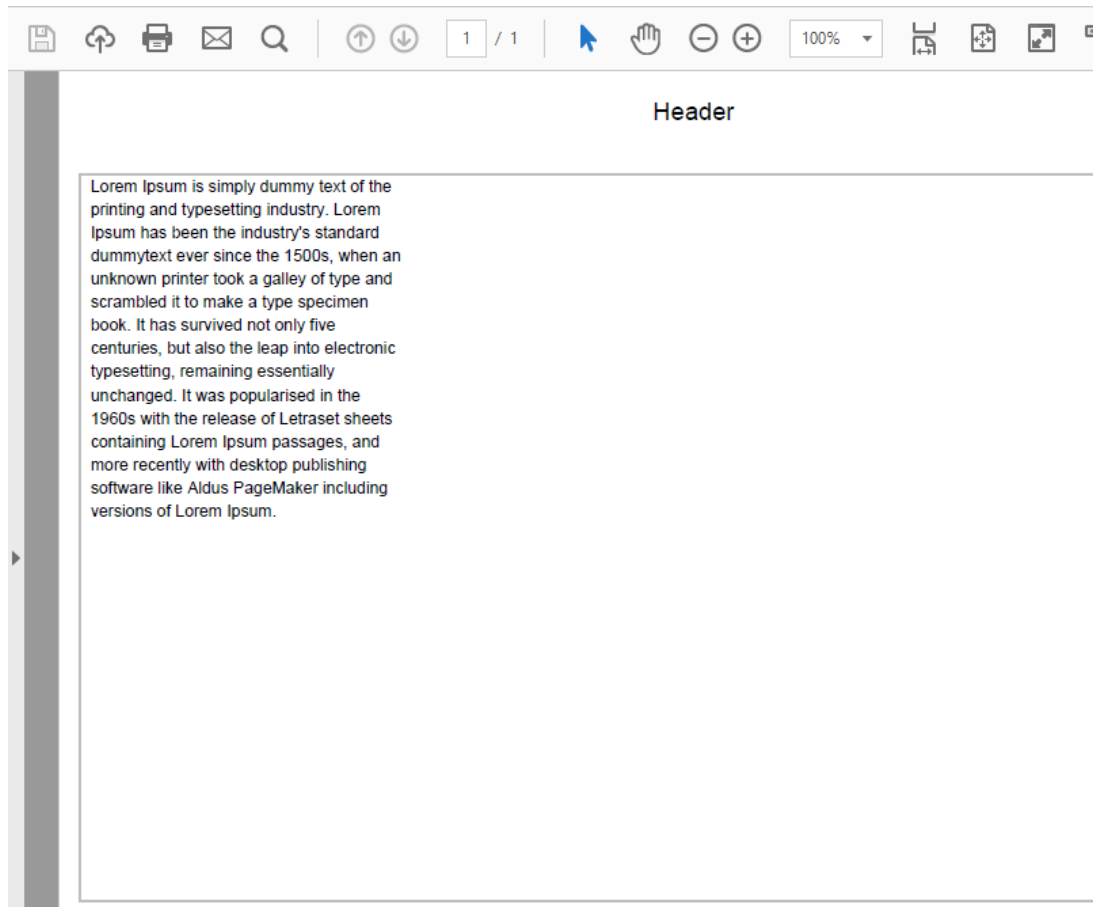 1 / 1
100%
Header
Lorem Ipsum is simply dummy text of the
printing and typesetting industry. Lorem
Ipsum has been the industry's standard
dummytext ever since the 1500s, when an
unknown printer took a galley of type and
scrambled it to make a type specimen
book. It has survived not only five
centuries, but also the leap into electronic
typesetting, remaining essentially
unchanged. It was popularised in the
1960s with the release of Letraset sheets
containing Lorem Ipsum passages, and
more recently with desktop publishing
software like Aldus PageMaker including
versions of Lorem Ipsum.